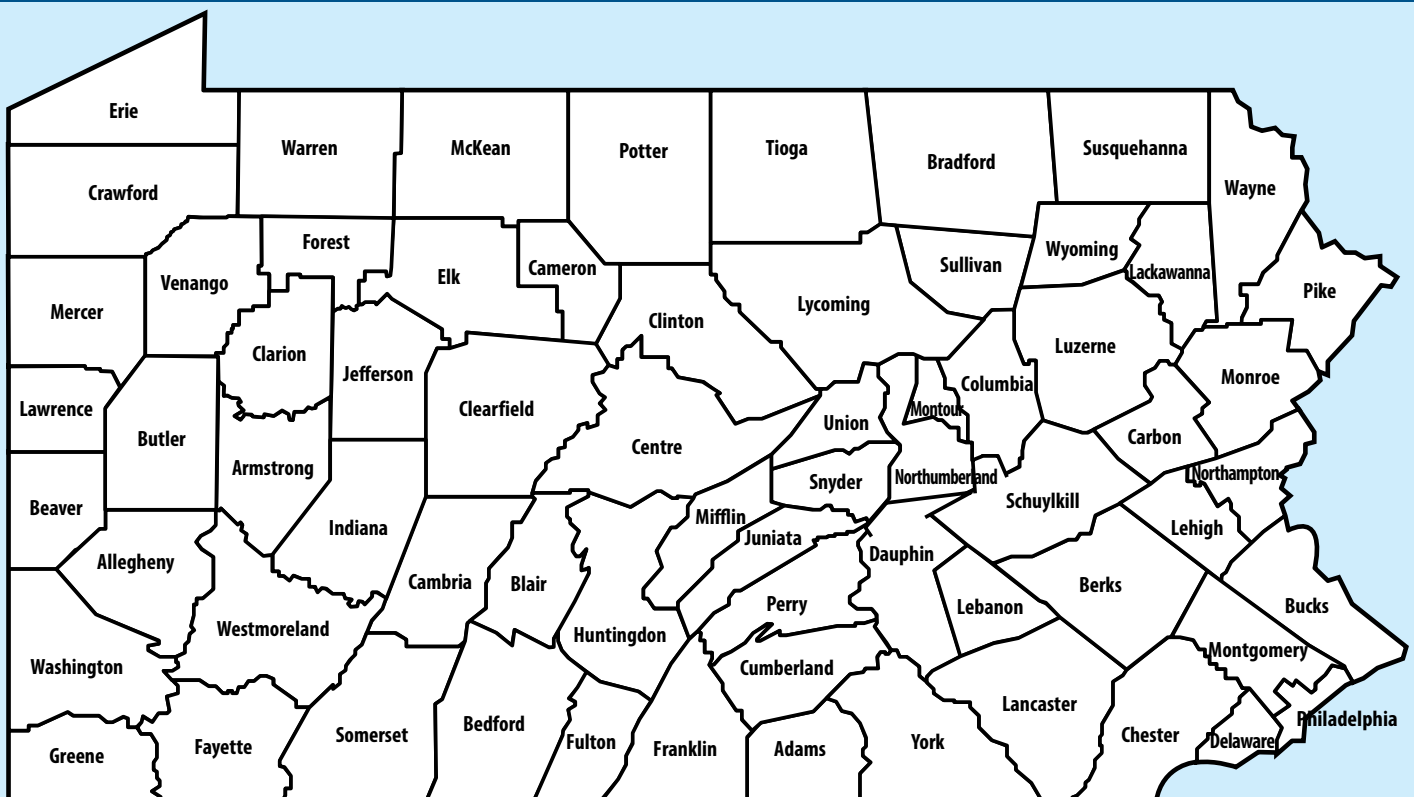 Erie
Warren
McKean
Potter
Tioga
Bradford
Susquehanna
Wayne
Crawford
Forest
Venango
Elk
Cameron
Sullivan
Wyoming
Lackawanna
Pike
Mercer
Clarion
Jefferson
Clinton
Lycoming
Luzerne
Monroe
Lawrence
Butler
Clearfield
Centre
Union
Montour
Columbia
Carbon
Armstrong
Snyder
Northumberland
Northampton
Beaver
Indiana
Mifflin
Juniata
Schuylkill
Lehigh
Allegheny
Cambria
Blair
Dauphin
Berks
Bucks
Westmoreland
Huntingdon
Perry
Lebanon
Washington
Cumberland
Montgomery
Lancaster
Greene
Fayette
Somerset
Bedford
Fulton
Franklin
Adams
York
Chester
Delaware
Philadelphia